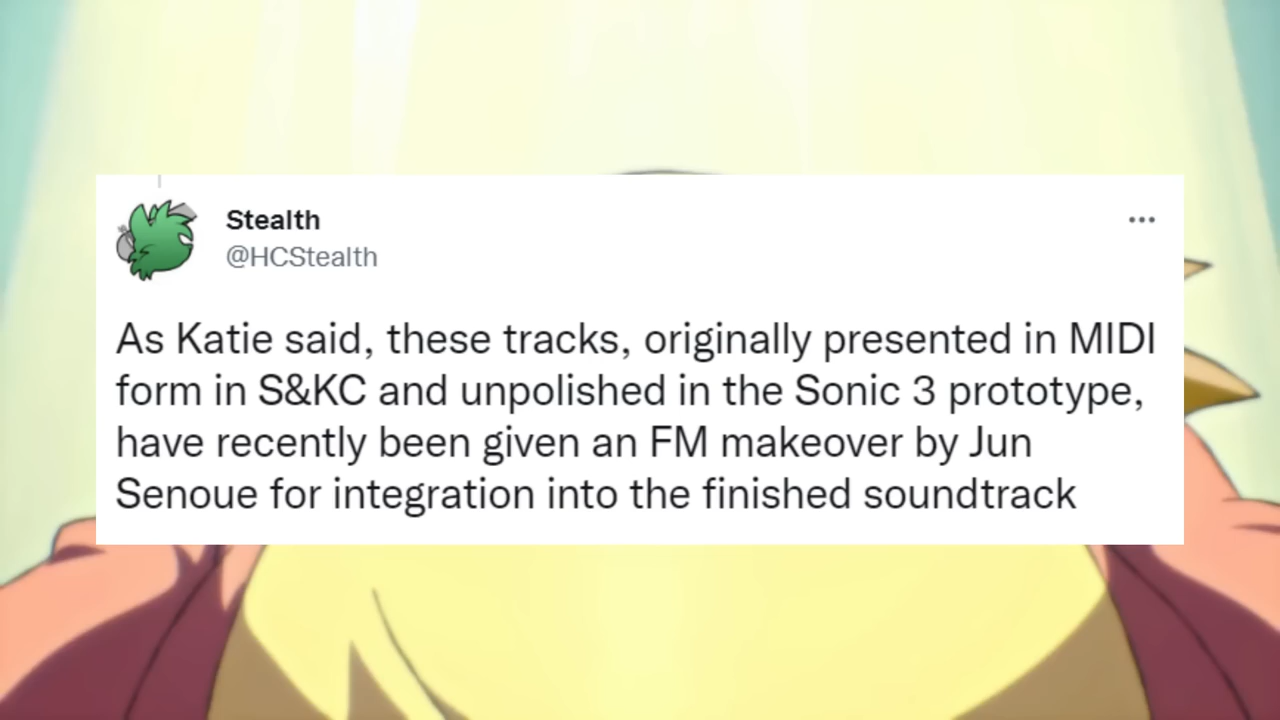 Stealth
@HCStealth
As Katie said, these tracks, originally presented in MIDI
form in S&KC and unpolished in the Sonic 3 prototype,
have recently been given an FM makeover by Jun
Senoue for integration into the finished soundtrack